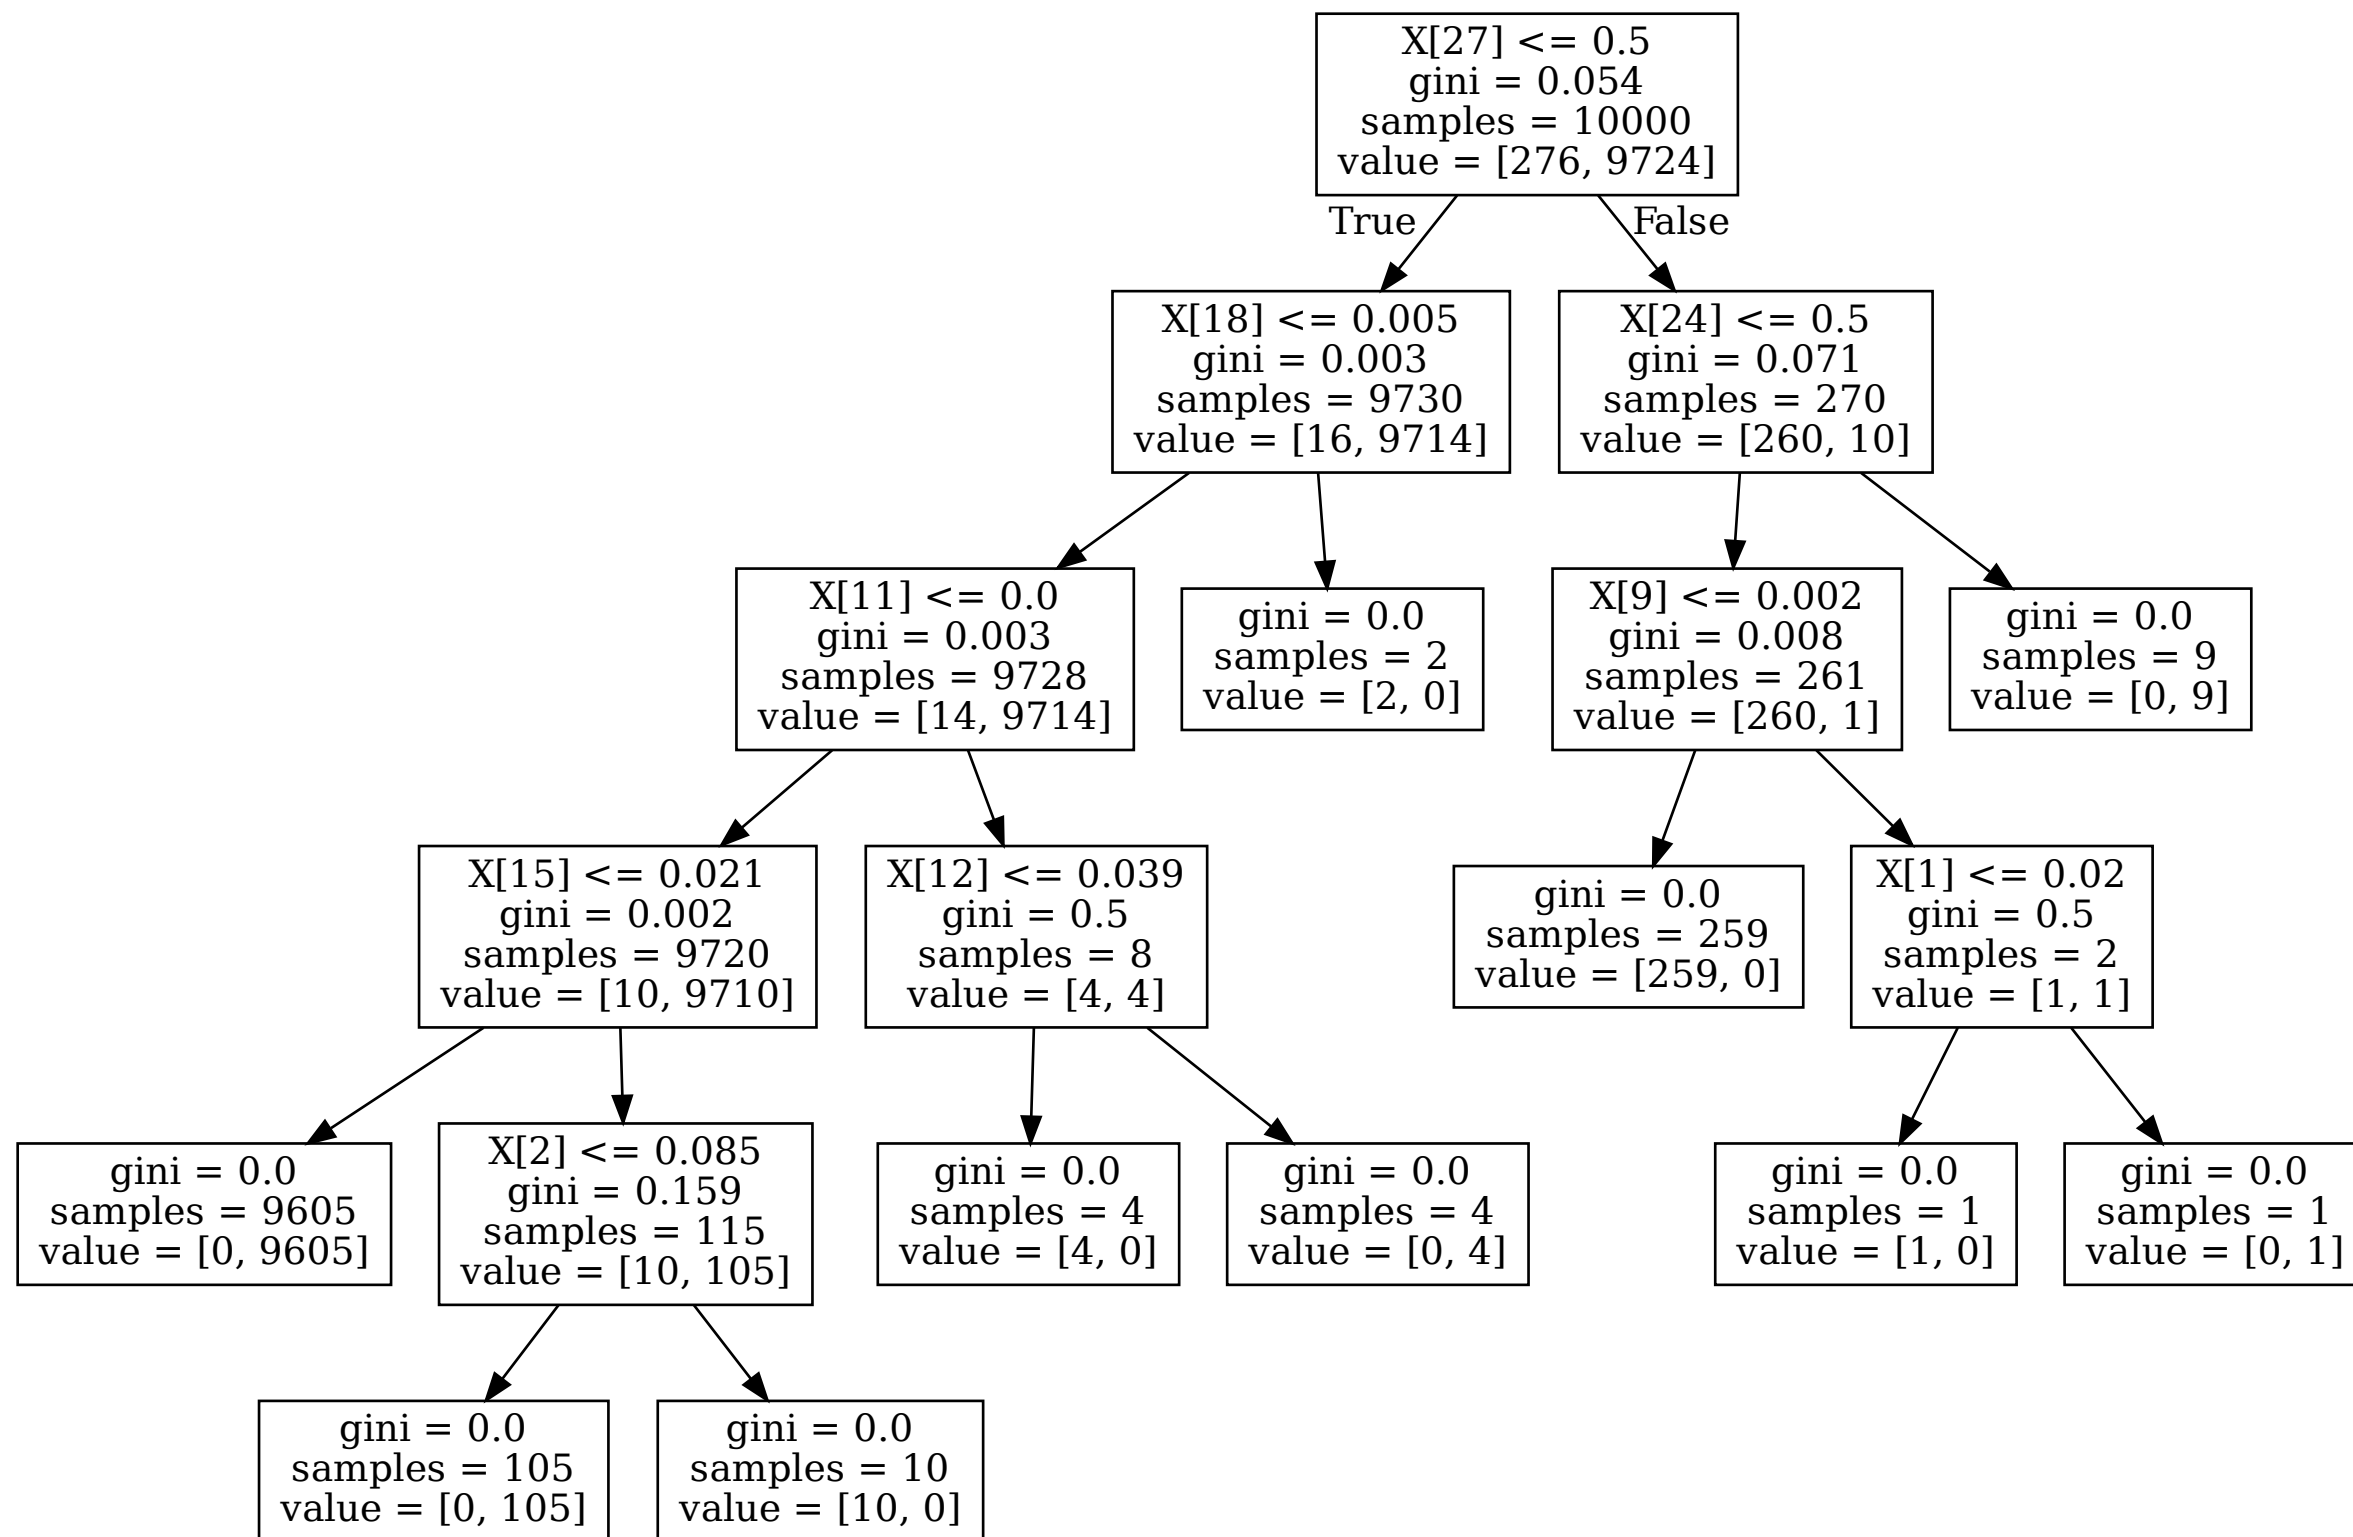 X[27] <= 0.5
gini = 0.054
samples = 10000
value = [276, 9724]
True
False
X[18] <= 0.005
gini = 0.003
samples = 9730
value = [16, 9714]
X[24] <= 0.5
gini = 0.071
samples = 270
value = [260, 10]
X[11] <= 0.0
gini = 0.003
samples = 9728
value = [14, 9714]
gini = 0.0
samples = 2
value = [2, 0]
X[9] <= 0.002
gini = 0.008
samples = 261
value = [260, 1]
gini = 0.0
samples = 9
value = [0, 9]
X[15] <= 0.021
gini = 0.002
samples = 9720
value = [10, 9710]
X[12] <= 0.039
gini = 0.5
samples = 8
value = [4, 4]
gini = 0.0
samples = 259
value = [259, 0]
X[1] <= 0.02
gini = 0.5
samples = 2
value = [1, 1]
gini = 0.0
samples = 9605
value = [0, 9605]
X[2] <= 0.085
gini = 0.159
samples = 115
value = [10, 105]
gini = 0.0
samples = 4
value = [4, 0]
gini = 0.0
samples = 4
value = [0, 4]
gini = 0.0
samples = 1
value = [1, 0]
gini = 0.0
samples = 1
value = [0, 1]
gini = 0.0
samples = 105
value = [0, 105]
gini = 0.0
samples = 10
value = [10, 0]